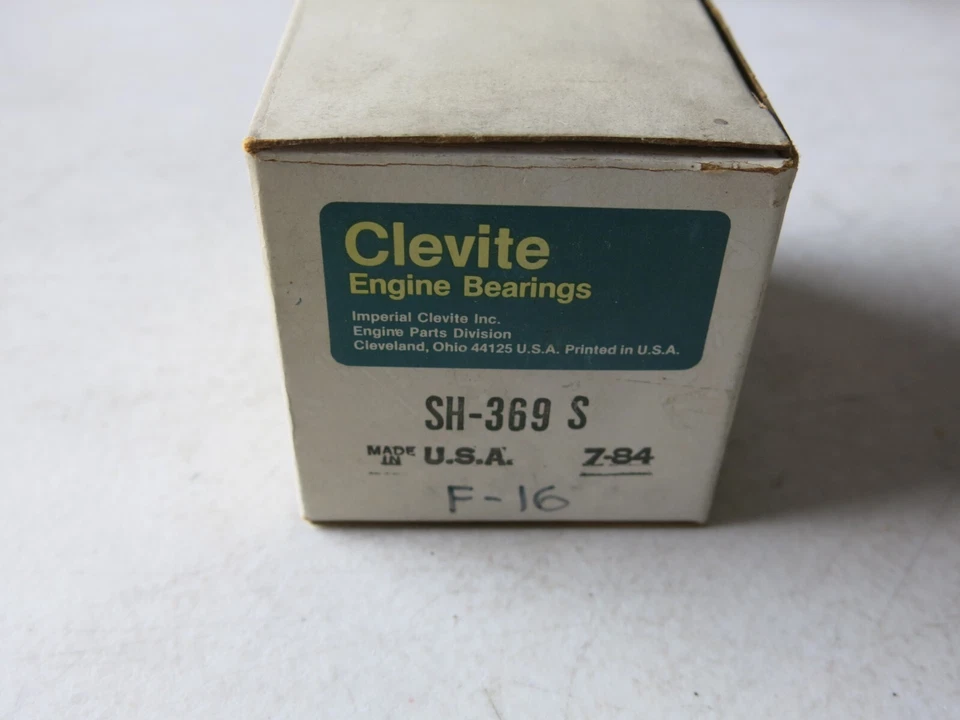 Clevite
Engine Bearings
Imperial Clevite Inc.
Engine Parts Division
Cleveland, Ohio 44125 U.S.A. Printed in U.S.A.
SH-369 S
MADE IN U.S.A. 7-84
F-16